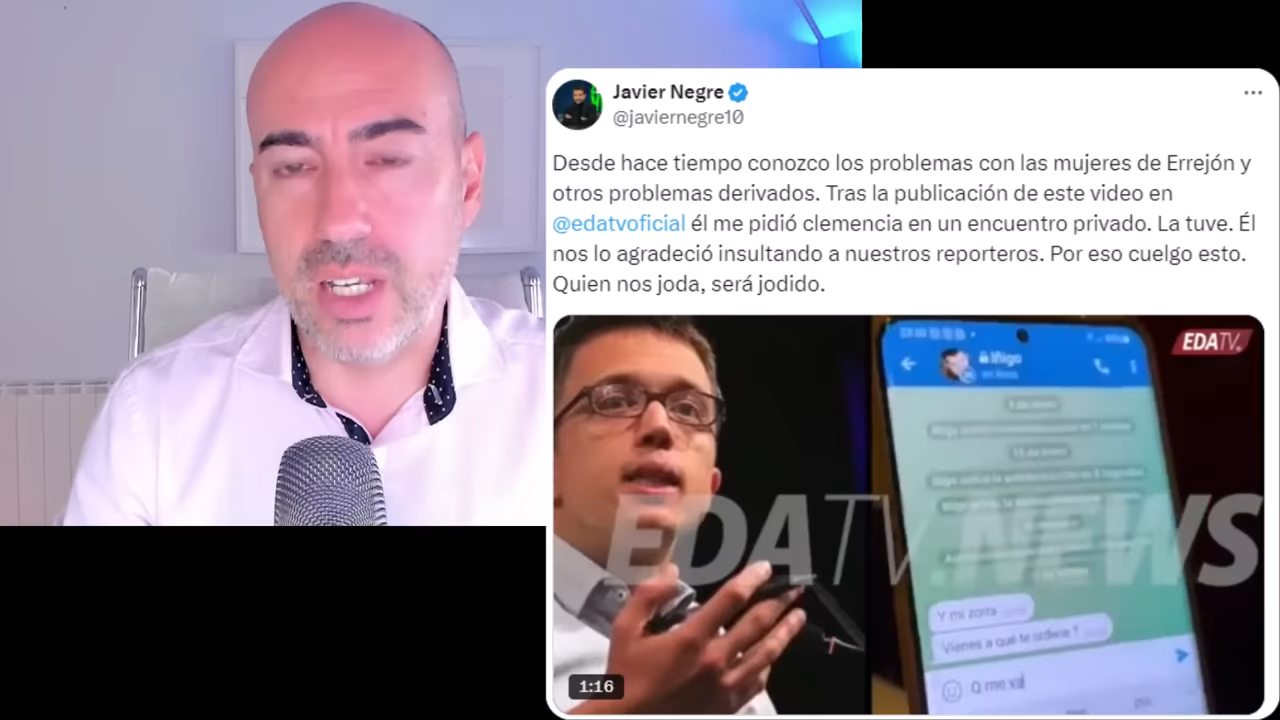 Javier Negre
@javiernegre10
Desde hace tiempo conozco los problemas con las mujeres de Errejón y
otros problemas derivados. Tras la publicación de este video en
@edatvoficial él me pidió clemencia en un encuentro privado. La tuve. Él
nos lo agradeció insultando a nuestros reporteros. Por eso cuelgo esto.
Quien nos joda, será jodido.
EDATV.
Iñigo
EDATV.NEWS
Y mi zorra
Vienes a qué te ordeñe ?
Q me
1:16